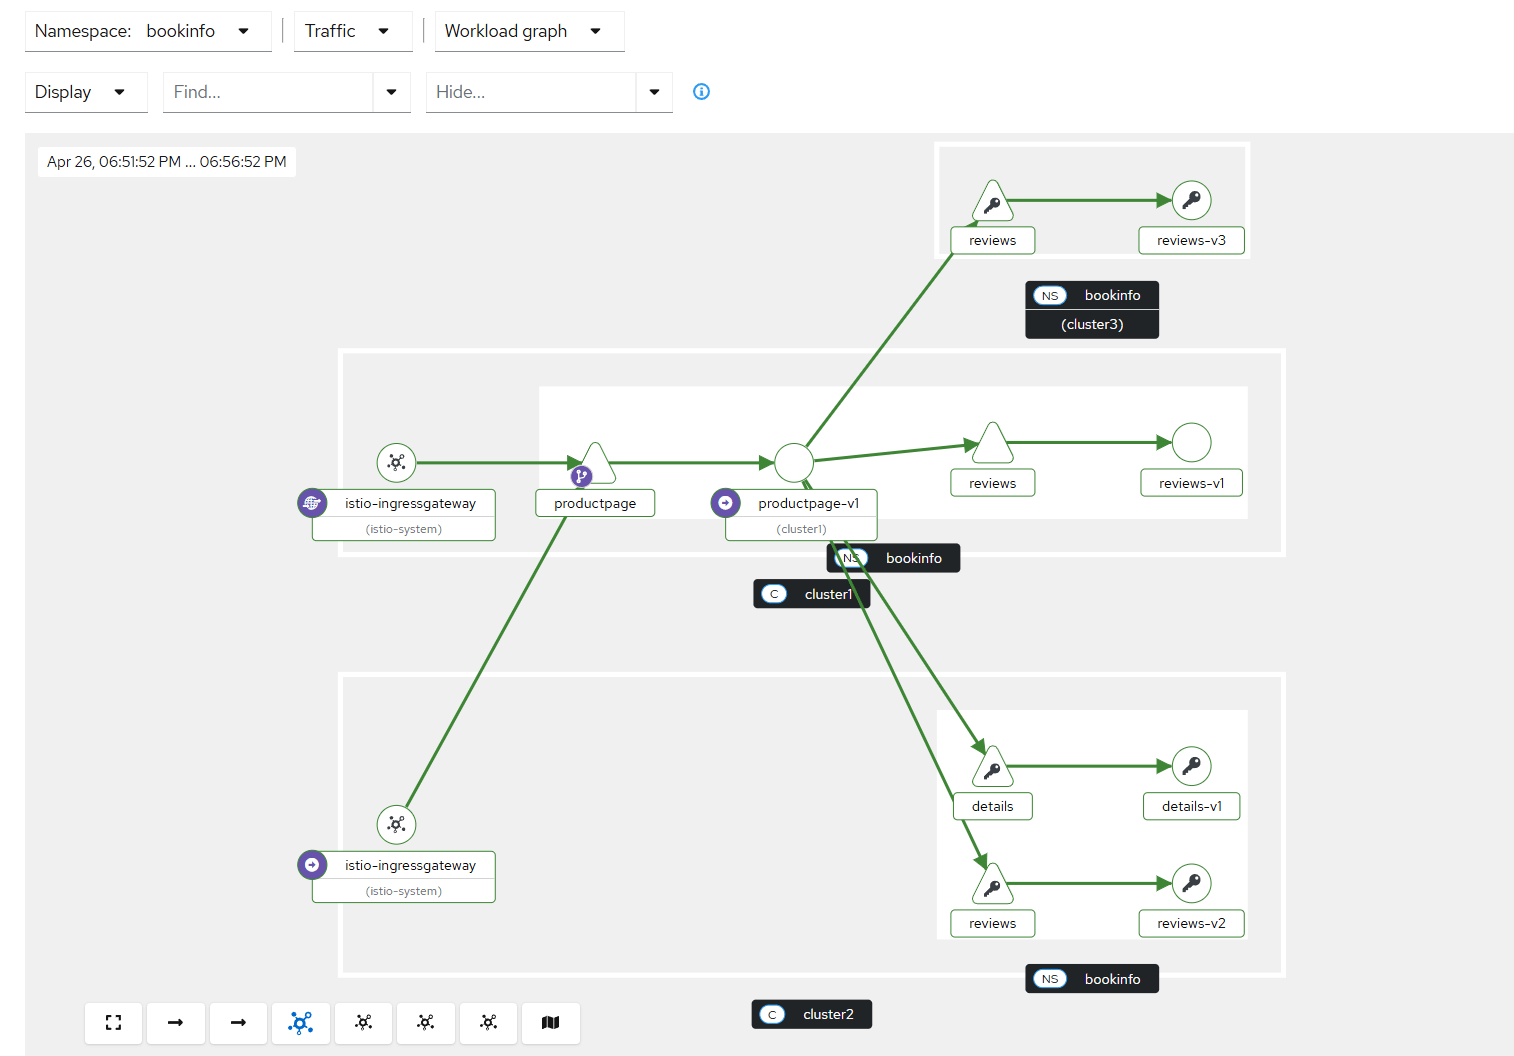 Namespace: bookinfo
Traffic
Workload graph
Display
Find...
Hide...
Apr 26, 06:51:52 PM ... 06:56:52 PM
reviews
reviews-v3
NS bookinfo
(cluster3)
istio-ingressgateway
(istio-system)
productpage
productpage-v1
(cluster1)
reviews
reviews-v1
NS bookinfo
C cluster1
details
details-v1
istio-ingressgateway
(istio-system)
reviews
reviews-v2
NS bookinfo
C cluster2